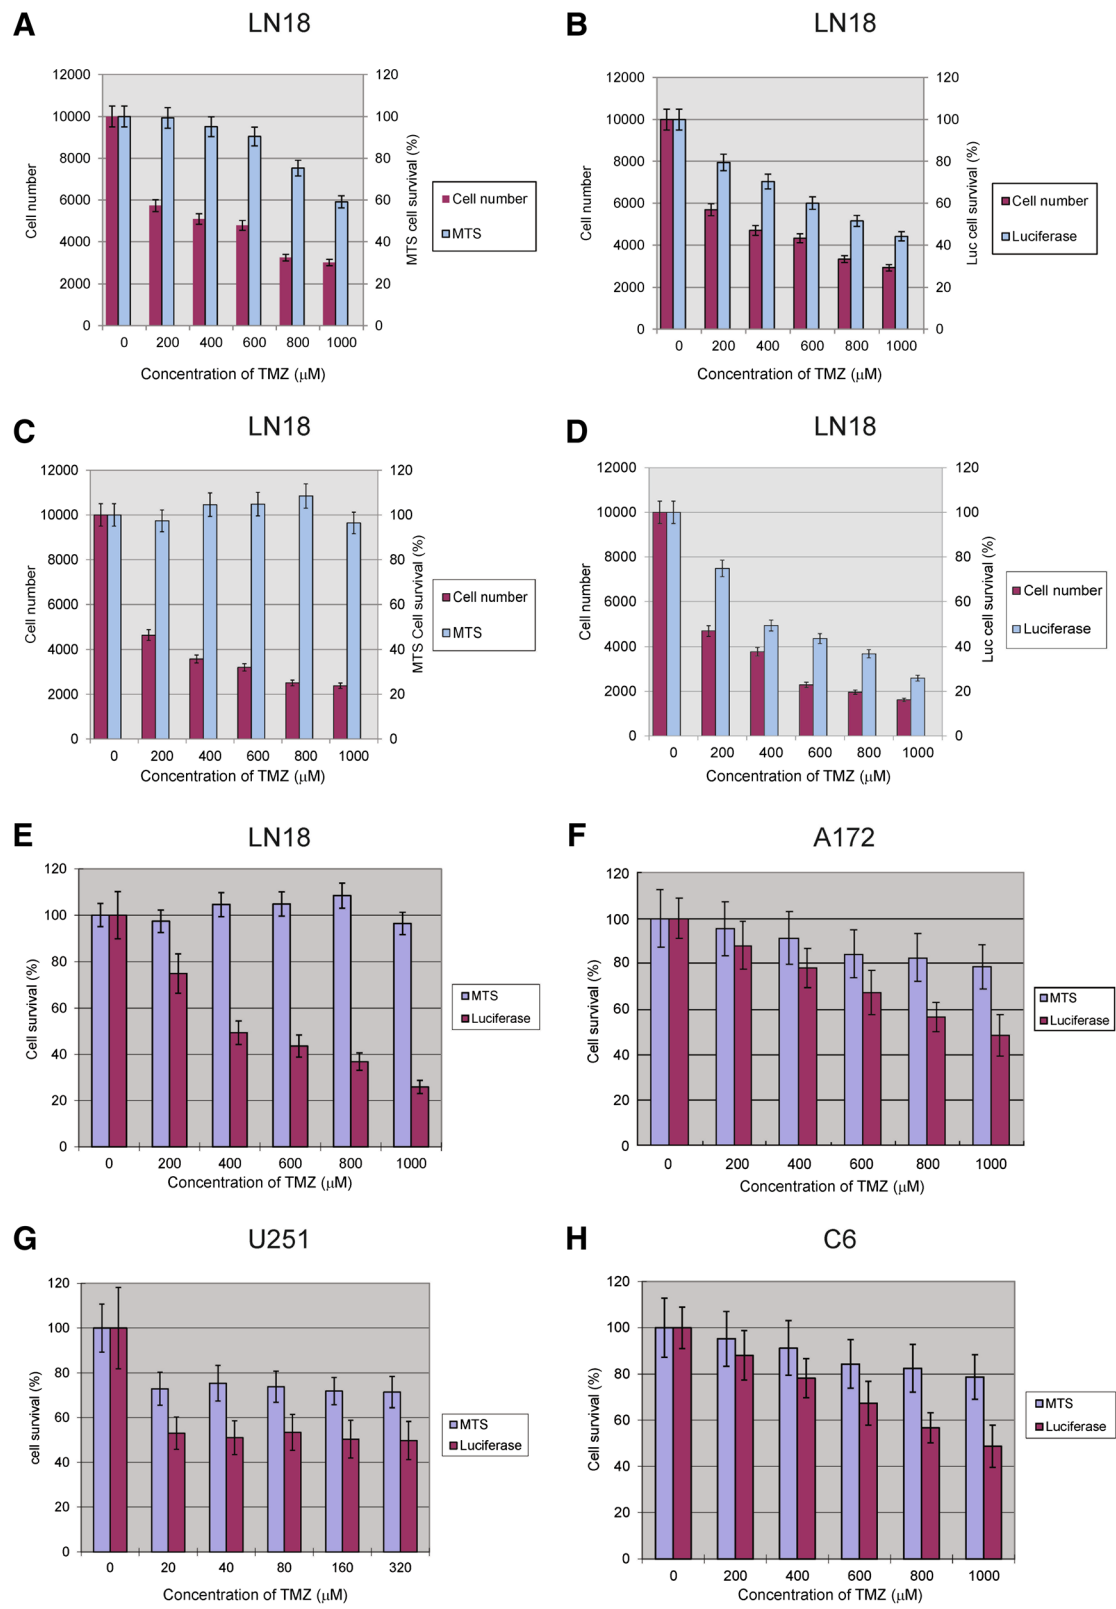 A
LN18
12000
10000
8000
6000
4000
2000
0
Cell number
120
100
80
60
40
20
0
MTS cell survival (%)
0 200 400 600 800 1000
Concentration of TMZ (μM)
Cell number
MTS
B
LN18
12000
10000
8000
6000
4000
2000
0
Cell number
120
100
80
60
40
20
0
Luc cell survival (%)
0 200 400 600 800 1000
Concentration of TMZ (μM)
Cell number
Luciferase
C
LN18
12000
10000
8000
6000
4000
2000
0
Cell number
120
100
80
60
40
20
0
MTS Cell survival (%)
0 200 400 600 800 1000
Concentration of TMZ (μM)
Cell number
MTS
D
LN18
12000
10000
8000
6000
4000
2000
0
Cell number
120
100
80
60
40
20
0
Luc cell survival (%)
0 200 400 600 800 1000
Concentration of TMZ (μM)
Cell number
Luciferase
E
LN18
120
100
80
60
40
20
0
Cell survival (%)
0 200 400 600 800 1000
Concentration of TMZ (μM)
MTS
Luciferase
F
A172
120
100
80
60
40
20
0
Cell survival (%)
0 200 400 600 800 1000
Concentration of TMZ (μM)
MTS
Luciferase
G
U251
120
100
80
60
40
20
0
cell survival (%)
0 20 40 80 160 320
Concentration of TMZ (μM)
MTS
Luciferase
H
C6
120
100
80
60
40
20
0
Cell survival (%)
0 200 400 600 800 1000
Concentration of TMZ (μM)
MTS
Luciferase